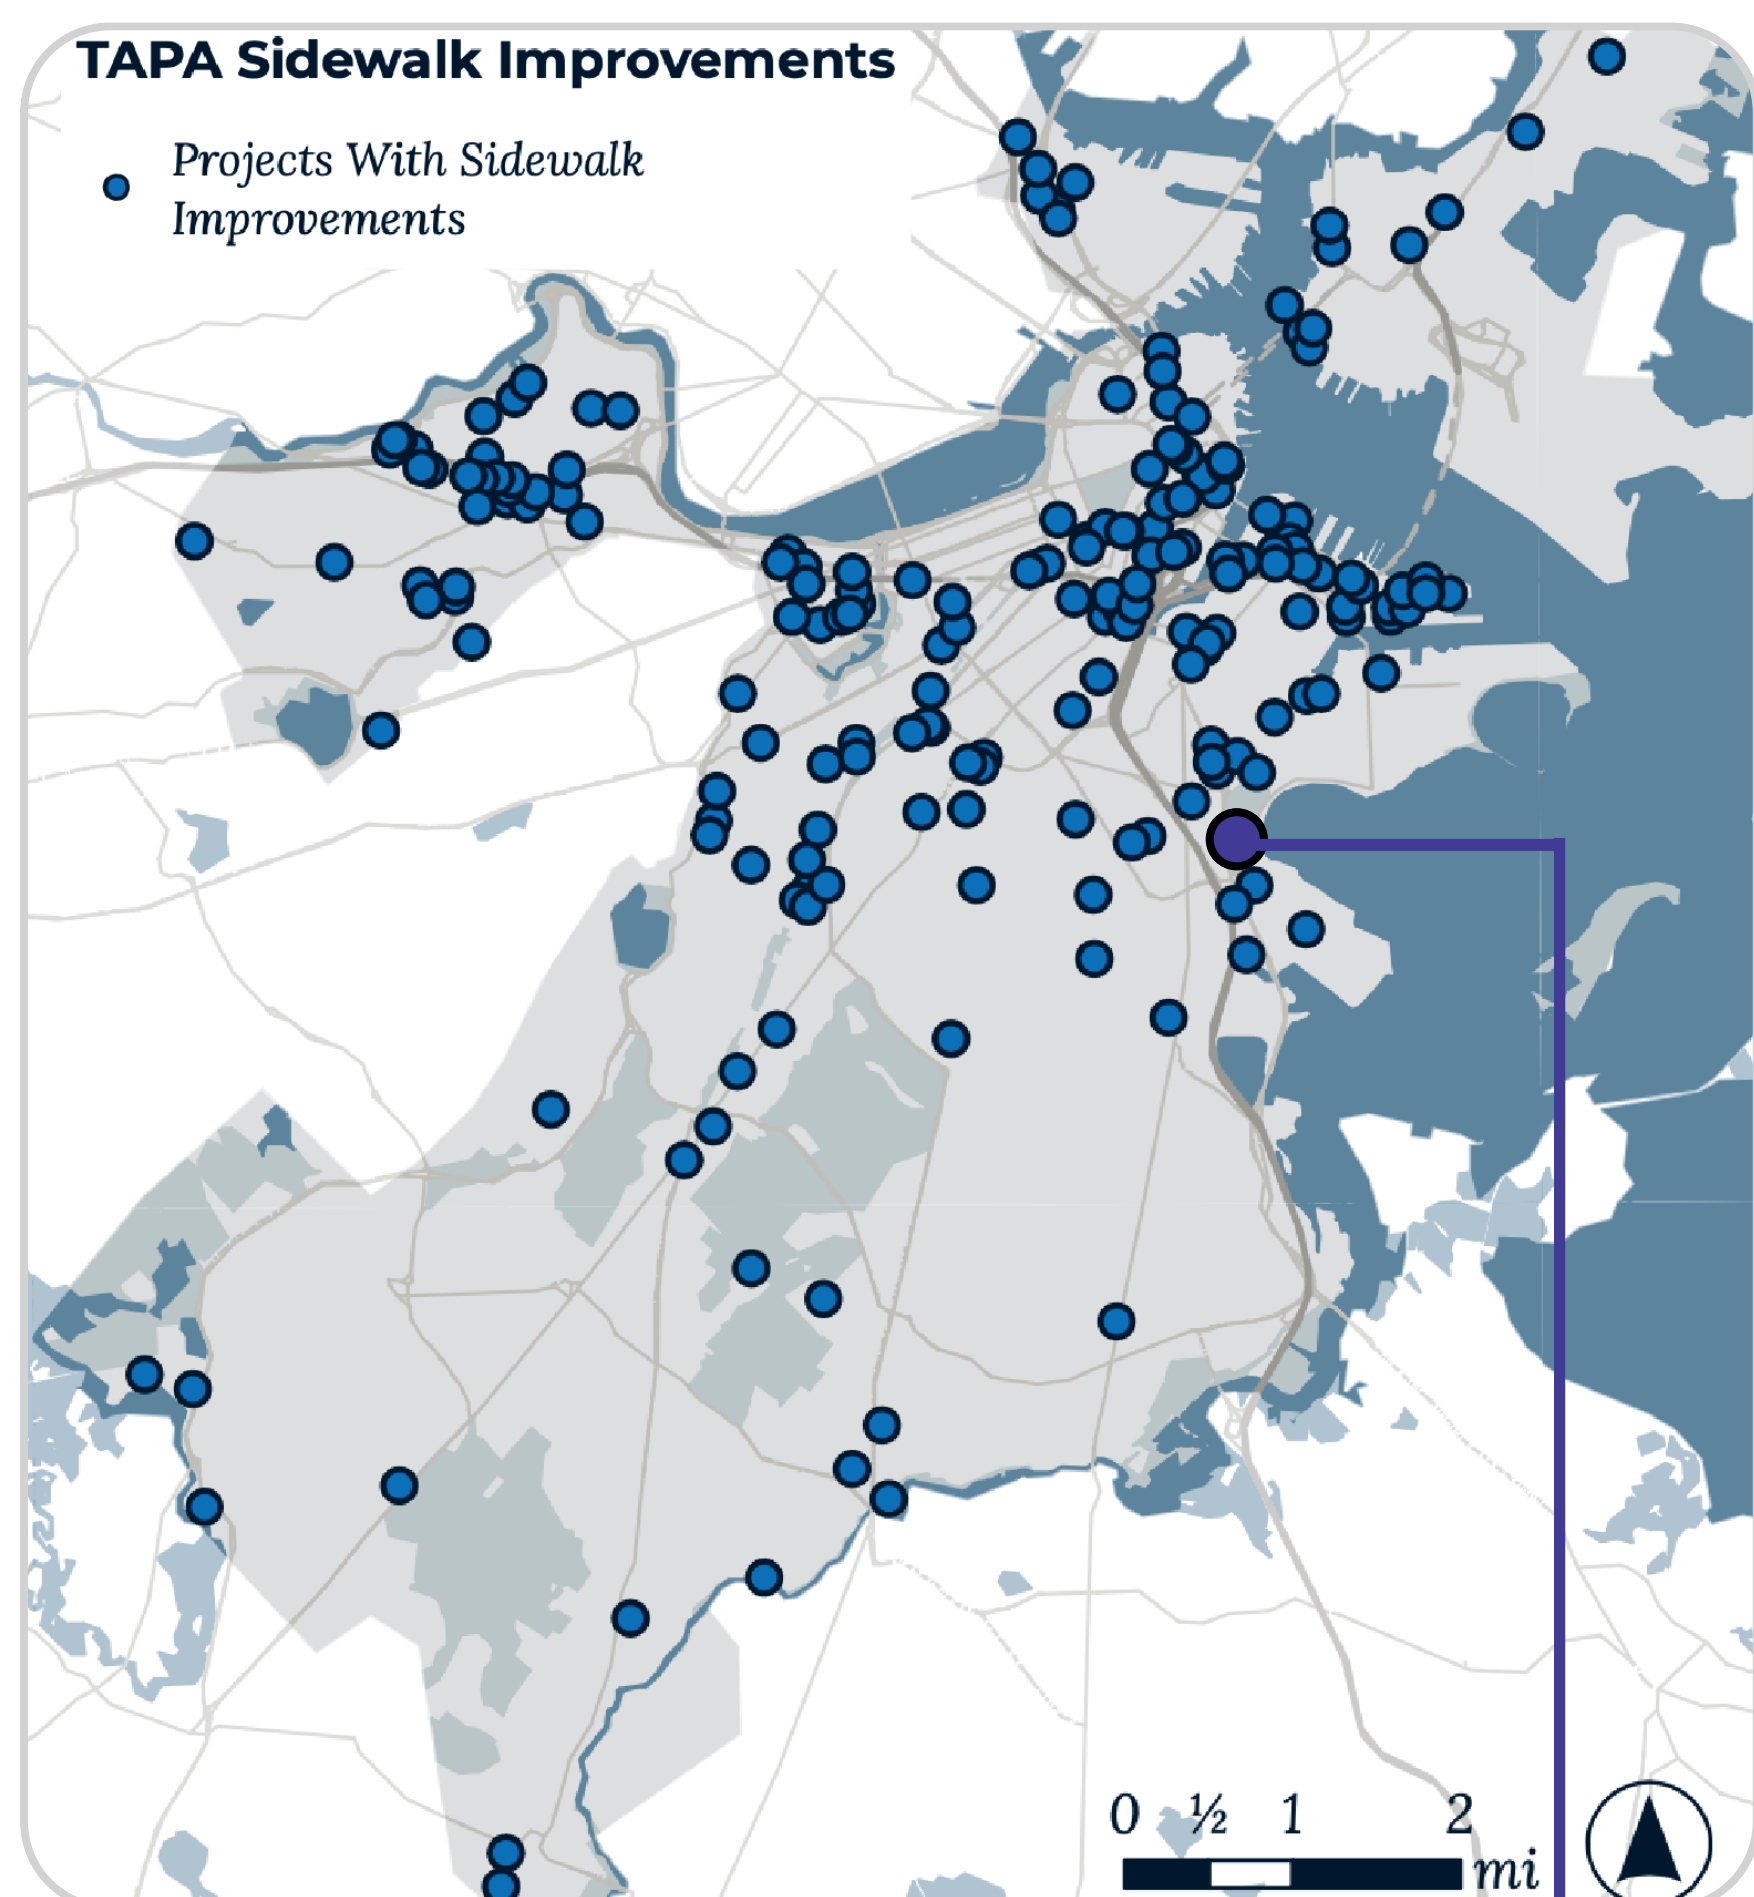 TAPA Sidewalk Improvements
Projects With Sidewalk
Improvements
0 ½ 1 2
mi